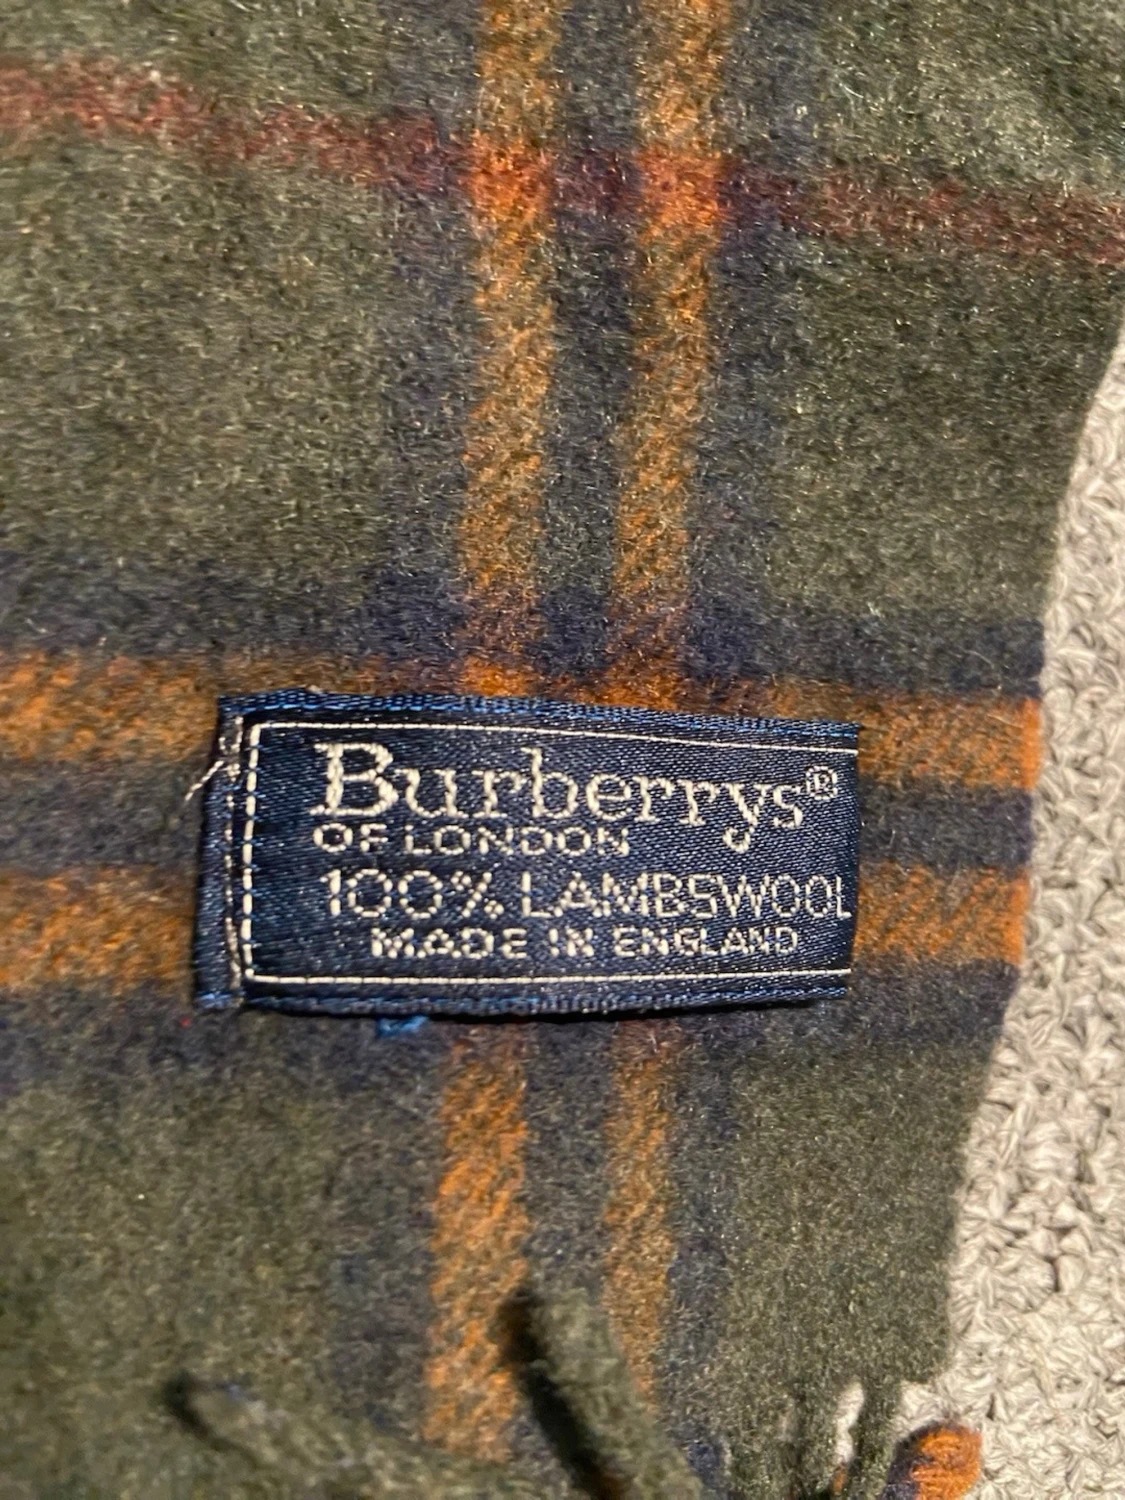 Burberrys®
OF LONDON
100% LAMBSWOOL
MADE IN ENGLAND